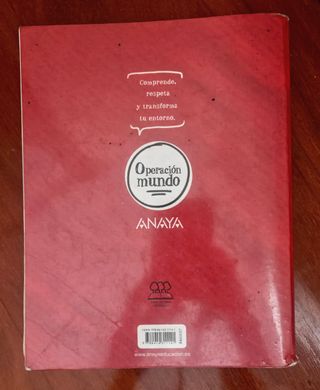 Comprende,
respeta
y transforma
tu entorno.
Operación
mundo
ANAYA
www.anayaeducacion.es